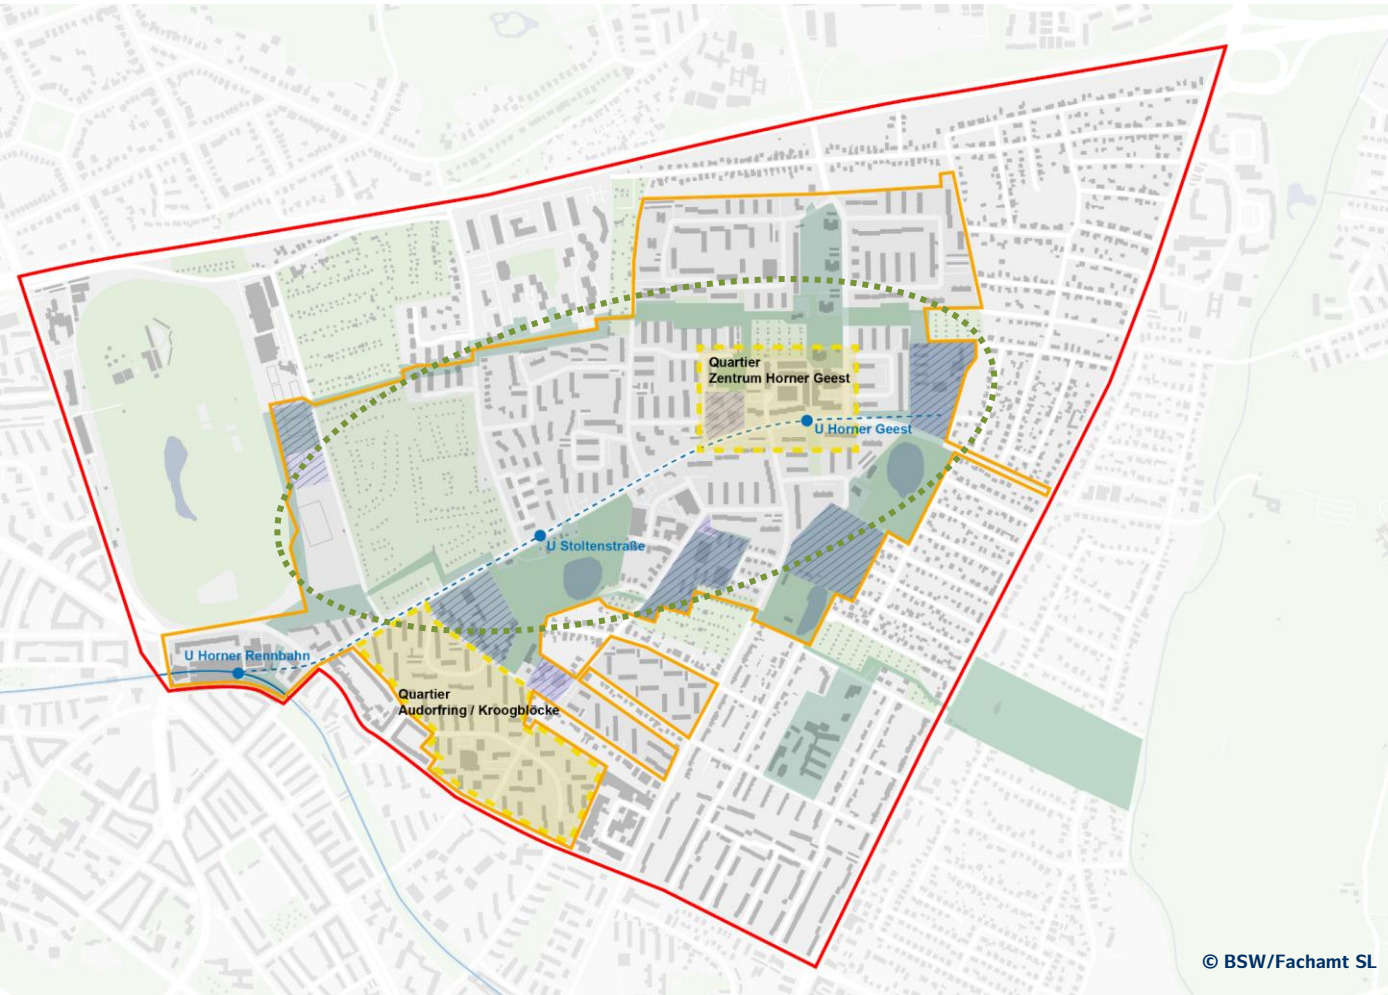 Quartier
Zentrum Horner Geest
U Horner Geest
U Stoltenstraße
U Horner Rennbahn
Quartier
Audorfring / Kroogblöcke
© BSW/Fachamt SL